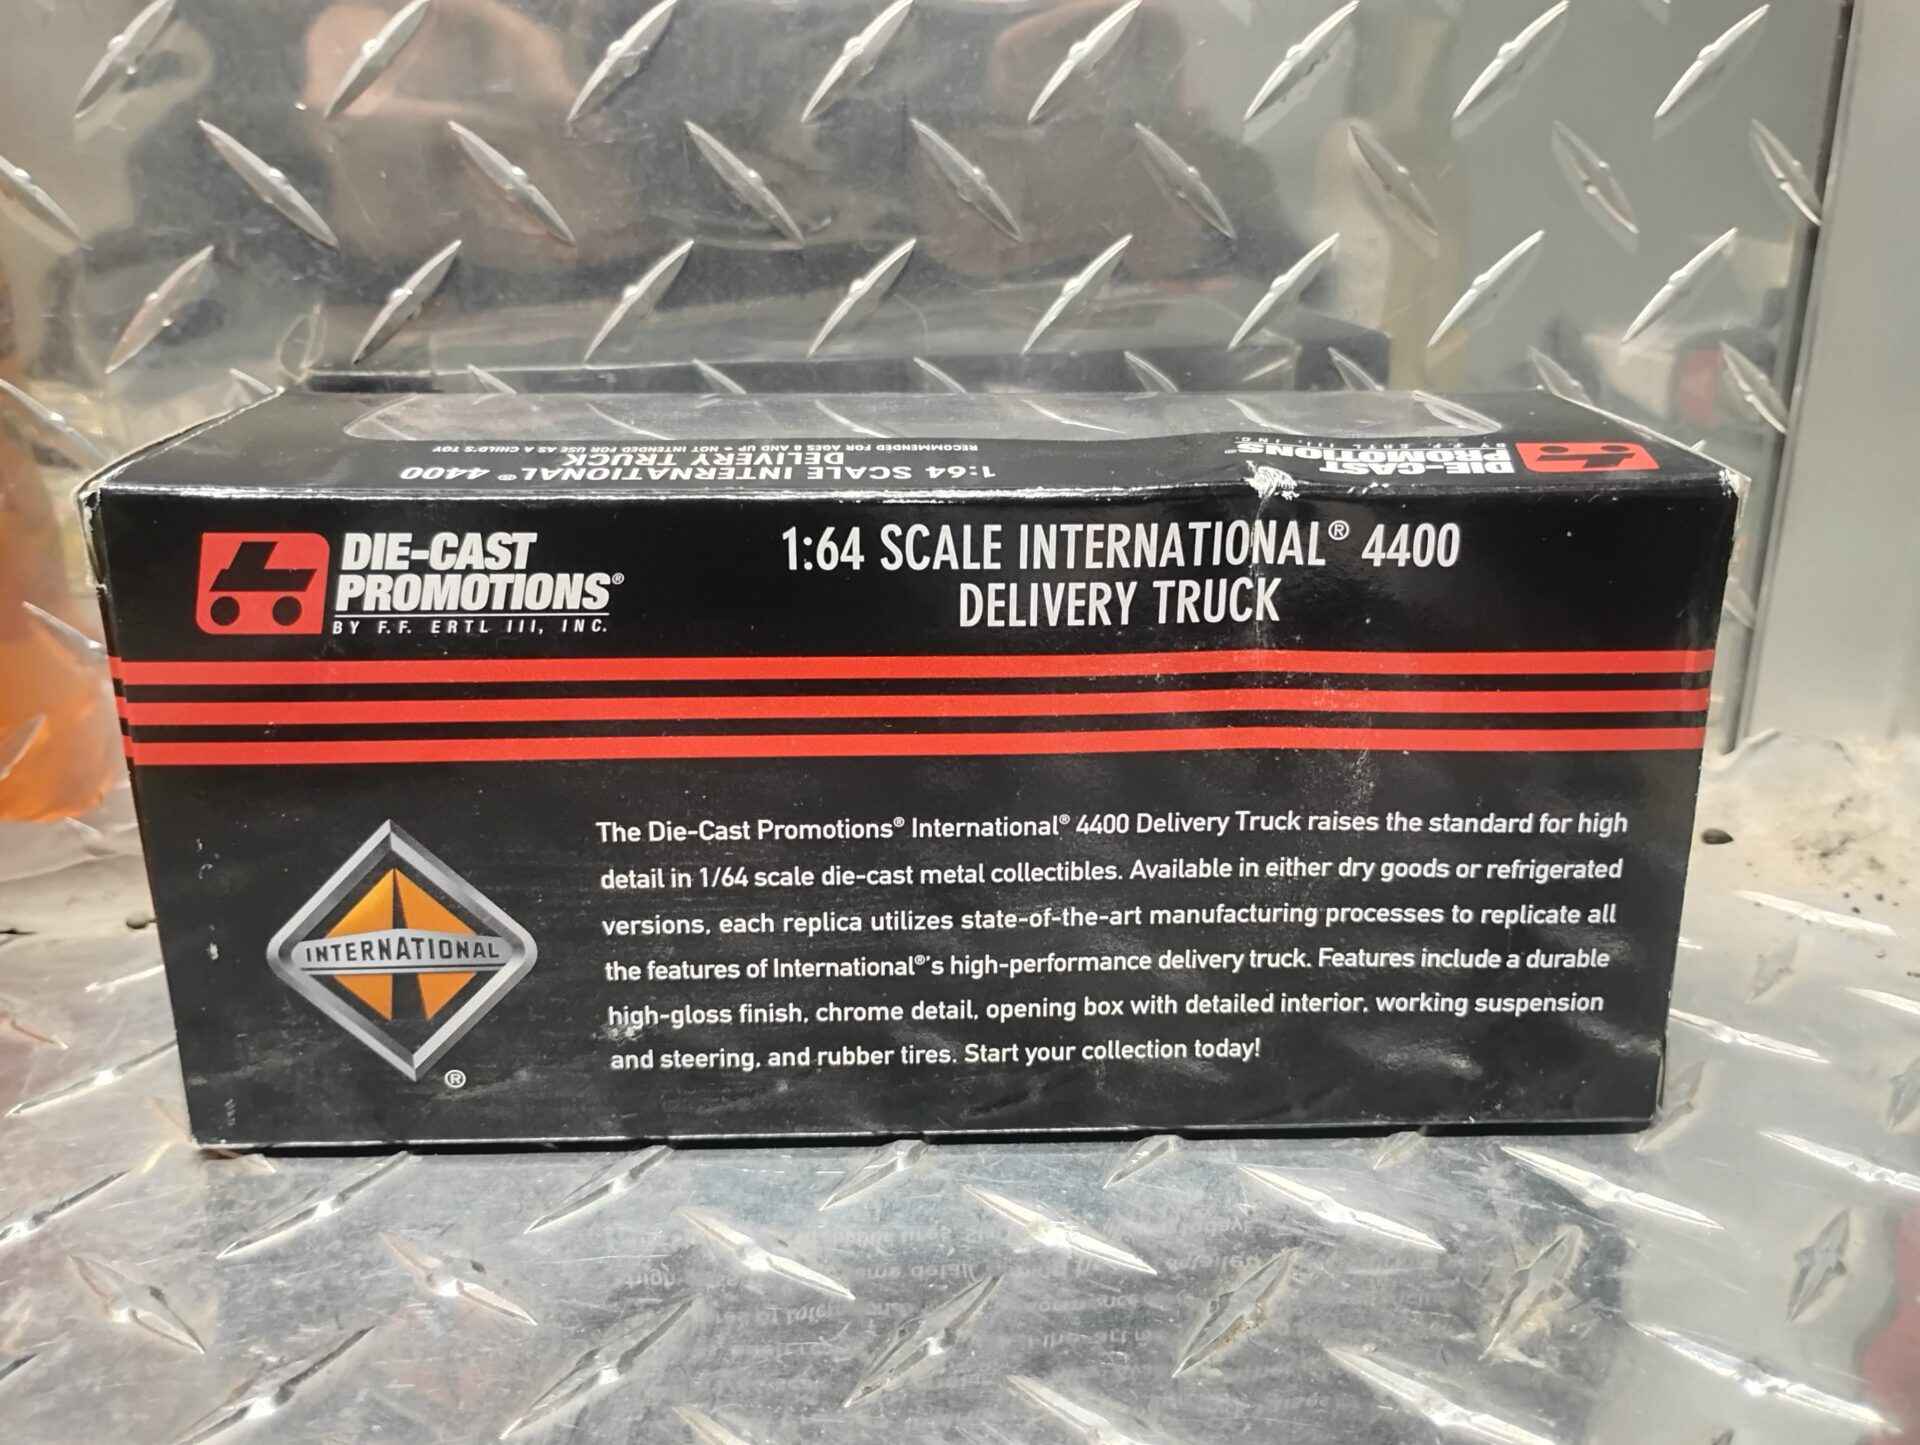 RECOMMENDED FOR AGES AND UP • NOT INTENDED FOR USE AS A CHILD'S TOY
1:64 SCALE INTERNATIONAL® 4400
DELIVERY TRUCK
DIE-CAST
PROMOTIONS®
BY F.F. ERTL III, INC.
DIE-CAST
PROMOTIONS®
BY F.F. ERTL III, INC.
1:64 SCALE INTERNATIONAL® 4400
DELIVERY TRUCK
INTERNATIONAL
®
The Die-Cast Promotions® International® 4400 Delivery Truck raises the standard for high
detail in 1/64 scale die-cast metal collectibles. Available in either dry goods or refrigerated
versions, each replica utilizes state-of-the-art manufacturing processes to replicate all
the features of International®'s high-performance delivery truck. Features include a durable
high-gloss finish, chrome detail, opening box with detailed interior, working suspension
and steering, and rubber tires. Start your collection today!